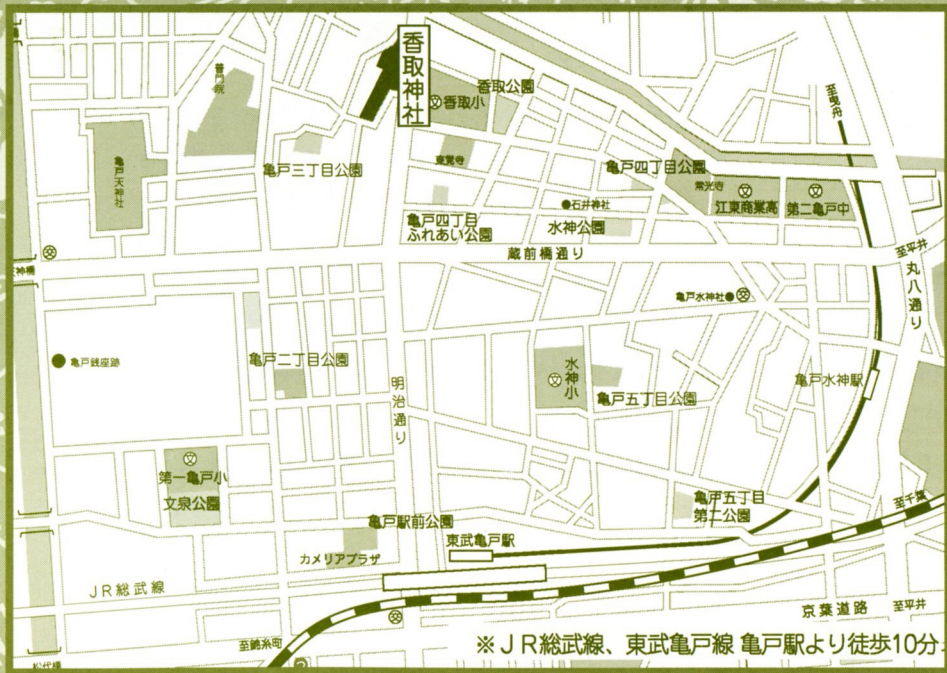 香取神社
普門院
香取公園
香取小
至曳舟
亀戸天神社
亀戸三丁目公園
東覚寺
亀戸四丁目公園
常光寺
石井神社
江東商業高
第二亀戸中
亀戸四丁目
ふれあい公園
水神公園
天神橋
蔵前橋通り
至平井
丸八通り
亀戸水神社
亀戸銭座跡
亀戸二丁目公園
水神小
亀戸水神駅
明治通り
亀戸五丁目公園
第一亀戸小
文泉公園
亀戸五丁目
第二公園
至千葉
亀戸駅前公園
東武亀戸駅
カメリアプラザ
JR総武線
京葉道路
至平井
至錦糸町
松代橋
※JR総武線、東武亀戸線 亀戸駅より徒歩10分